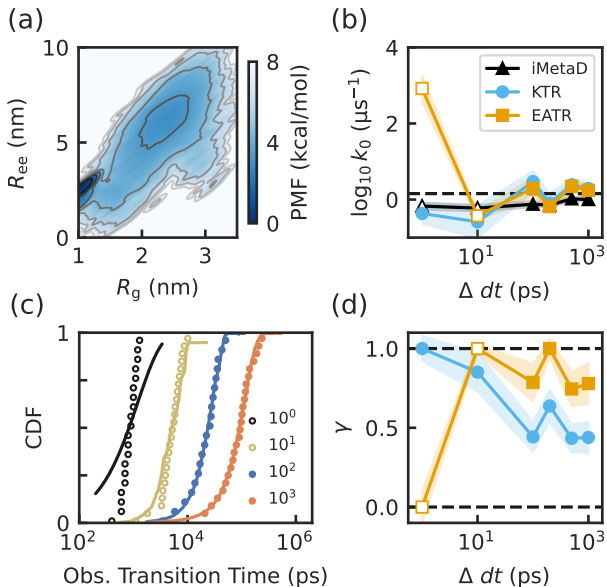 (a)
10
5
0
R_ee (nm)
1
2
3
R_g (nm)
8
4
0
PMF (kcal/mol)
(b)
4
2
0
log₁₀ k₀ (μs⁻¹)
iMetaD
KTR
EATR
10¹
10³
Δ dt (ps)
(c)
1
0
CDF
10⁰
10¹
10²
10³
10²
10⁴
10⁶
Obs. Transition Time (ps)
(d)
1.0
0.5
0.0
γ
10¹
10³
Δ dt (ps)